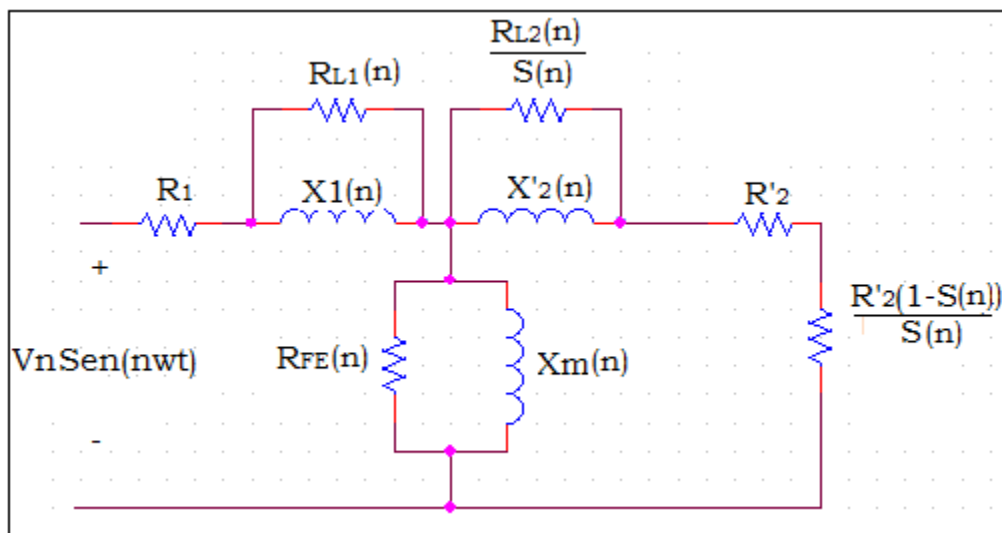 RL2(n)
S(n)
RL1(n)
R1
X1(n)
X'2(n)
R'2
+
R'2(1-S(n))
S(n)
VnSen(nwt)
RFE(n)
Xm(n)
-